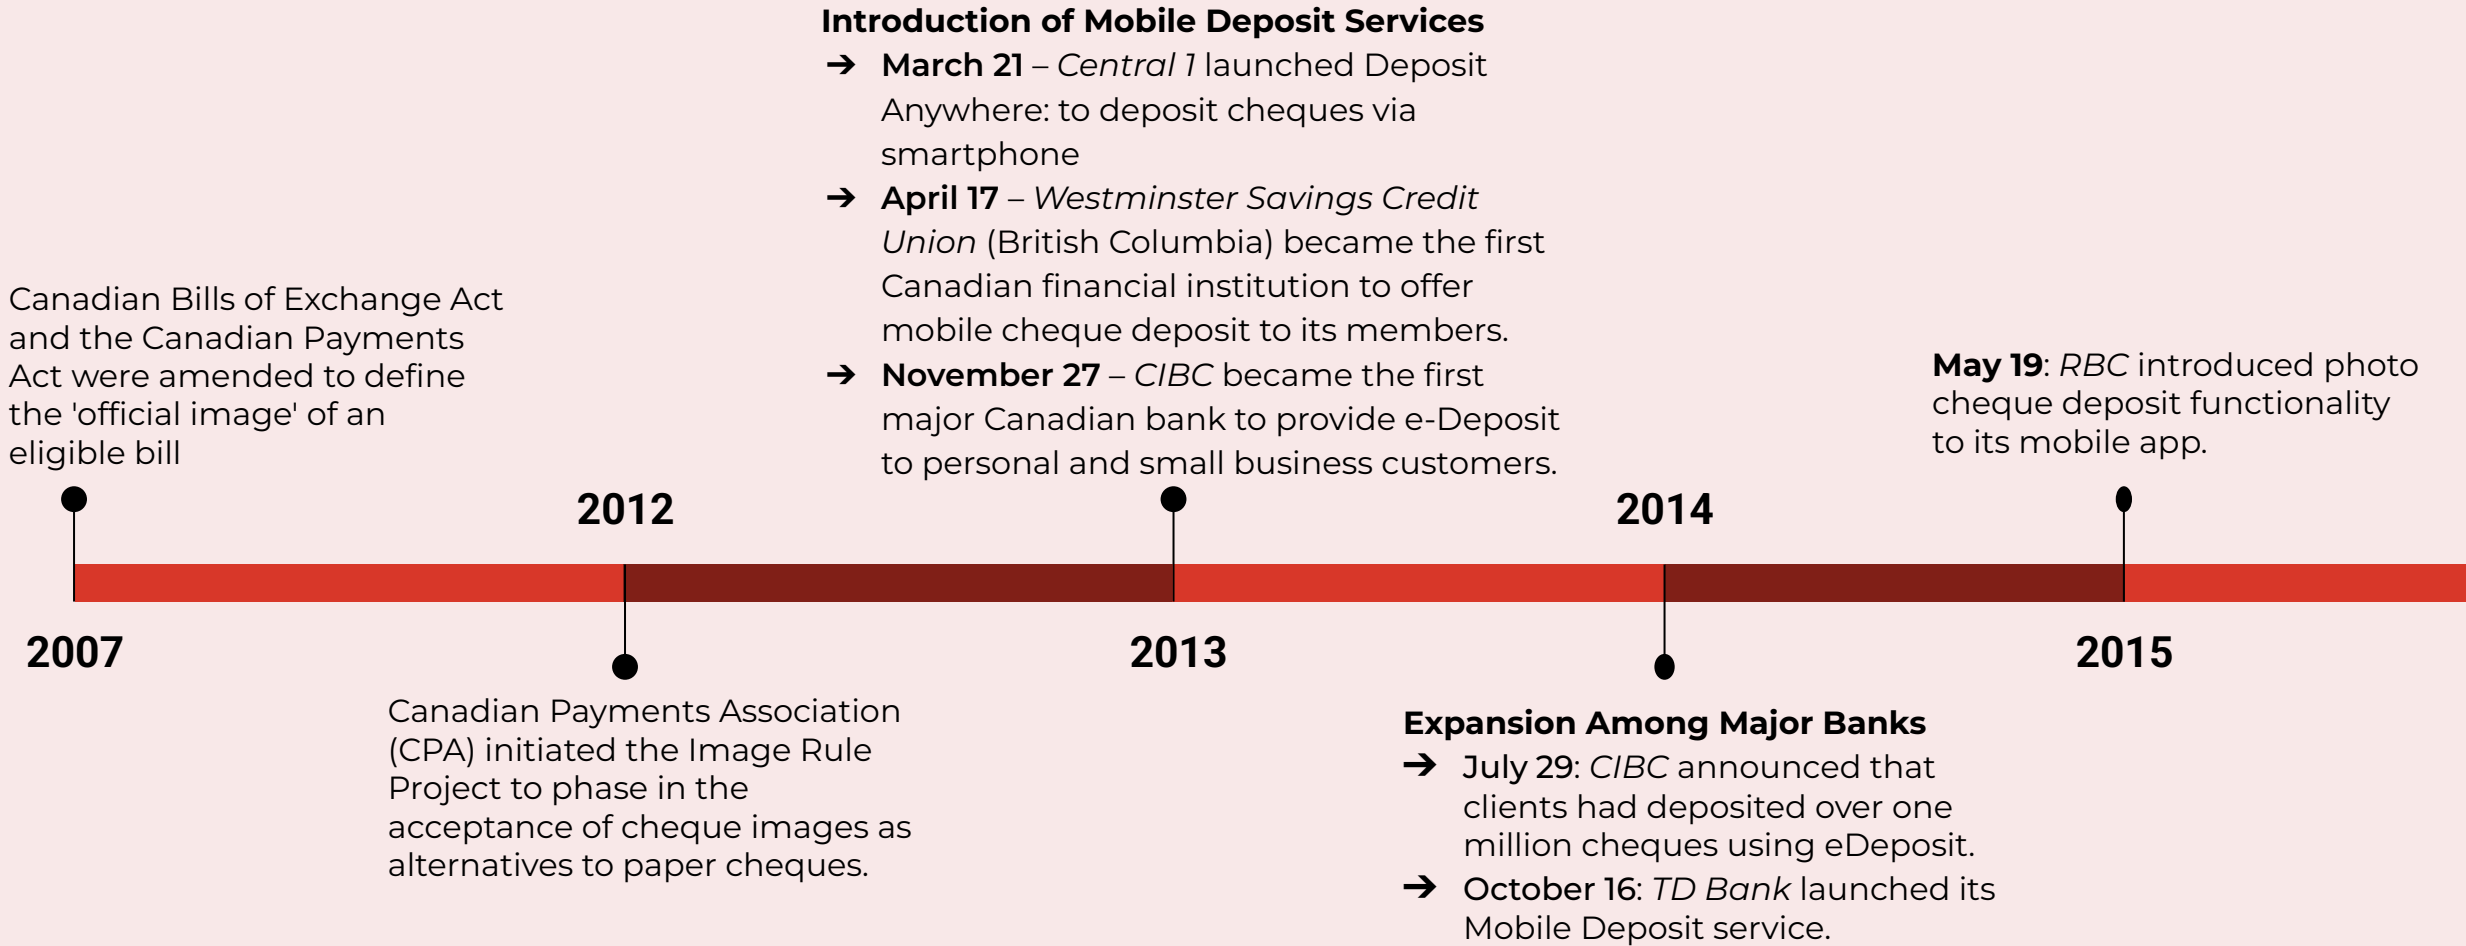 Introduction of Mobile Deposit Services
➔ March 21 – Central 1 launched Deposit
Anywhere: to deposit cheques via
smartphone
➔ April 17 – Westminster Savings Credit
Union (British Columbia) became the first
Canadian financial institution to offer
mobile cheque deposit to its members.
➔ November 27 – CIBC became the first
major Canadian bank to provide e-Deposit
to personal and small business customers.
Canadian Bills of Exchange Act
and the Canadian Payments
Act were amended to define
the 'official image' of an
eligible bill
May 19: RBC introduced photo
cheque deposit functionality
to its mobile app.
2012
2014
2007
2013
2015
Canadian Payments Association
(CPA) initiated the Image Rule
Project to phase in the
acceptance of cheque images as
alternatives to paper cheques.
Expansion Among Major Banks
➔ July 29: CIBC announced that
clients had deposited over one
million cheques using eDeposit.
➔ October 16: TD Bank launched its
Mobile Deposit service.